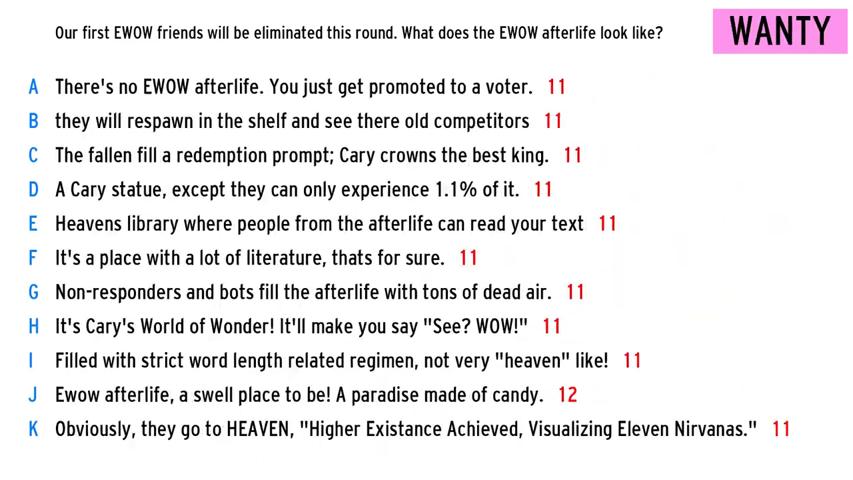 Our first EWOW friends will be eliminated this round. What does the EWOW afterlife look like?
WANTY
A There's no EWOW afterlife. You just get promoted to a voter. 11
B they will respawn in the shelf and see there old competitors 11
C The fallen fill a redemption prompt; Cary crowns the best king. 11
D A Cary statue, except they can only experience 1.1% of it. 11
E Heavens library where people from the afterlife can read your text 11
F It's a place with a lot of literature, thats for sure. 11
G Non-responders and bots fill the afterlife with tons of dead air. 11
H It's Cary's World of Wonder! It'll make you say "See? WOW!" 11
I Filled with strict word length related regimen, not very "heaven" like! 11
J Ewow afterlife, a swell place to be! A paradise made of candy. 12
K Obviously, they go to HEAVEN, "Higher Existance Achieved, Visualizing Eleven Nirvanas." 11